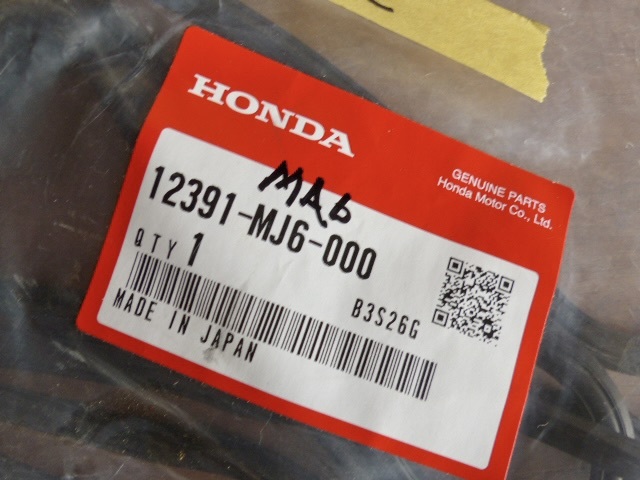 HONDA
GENUINE PARTS
Honda Motor Co., Ltd.
MA6
12391-MJ6-000
QTY 1
B3S26G
MADE IN JAPAN